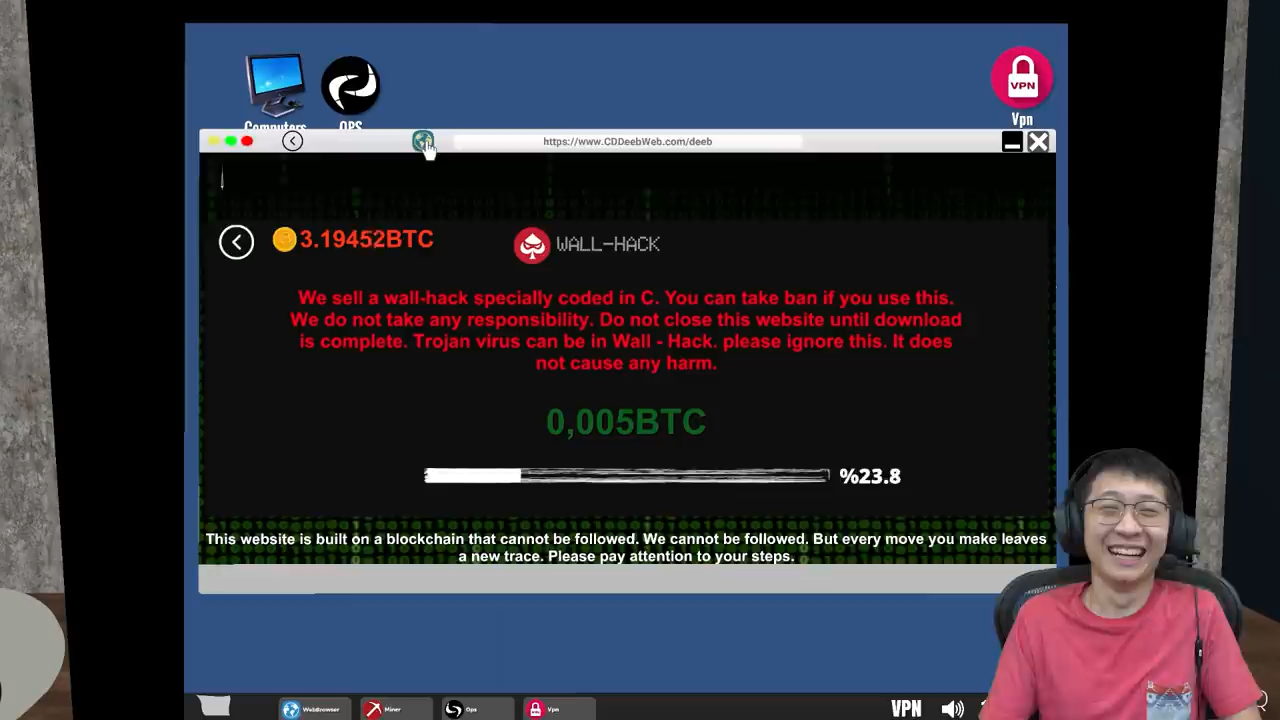 VPN
Computers
OPS
Vpn
https://www.CDDeebWeb.com/deeb
3.19452BTC
WALL-HACK
We sell a wall-hack specially coded in C. You can take ban if you use this.
We do not take any responsibility. Do not close this website until download
is complete. Trojan virus can be in Wall - Hack. please ignore this. It does
not cause any harm.
0,005BTC
%23.8
This website is built on a blockchain that cannot be followed. We cannot be followed. But every move you make leaves
a new trace. Please pay attention to your steps.
WebBrowser
Miner
Ops
Vpn
VPN